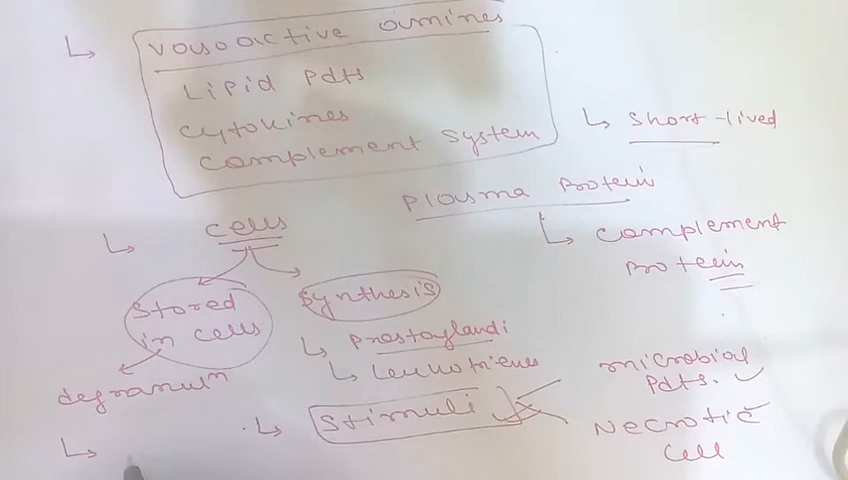 vasoactive amines
Lipid Pdts
cytokines
complement system
short-lived
Plasma Protein
complement
protein
cells
stored
in cells
degranuln
synthesis
Prostaglandi
Leukotrienes
Stimuli
microbial
Pdts.
Necrotic
cell